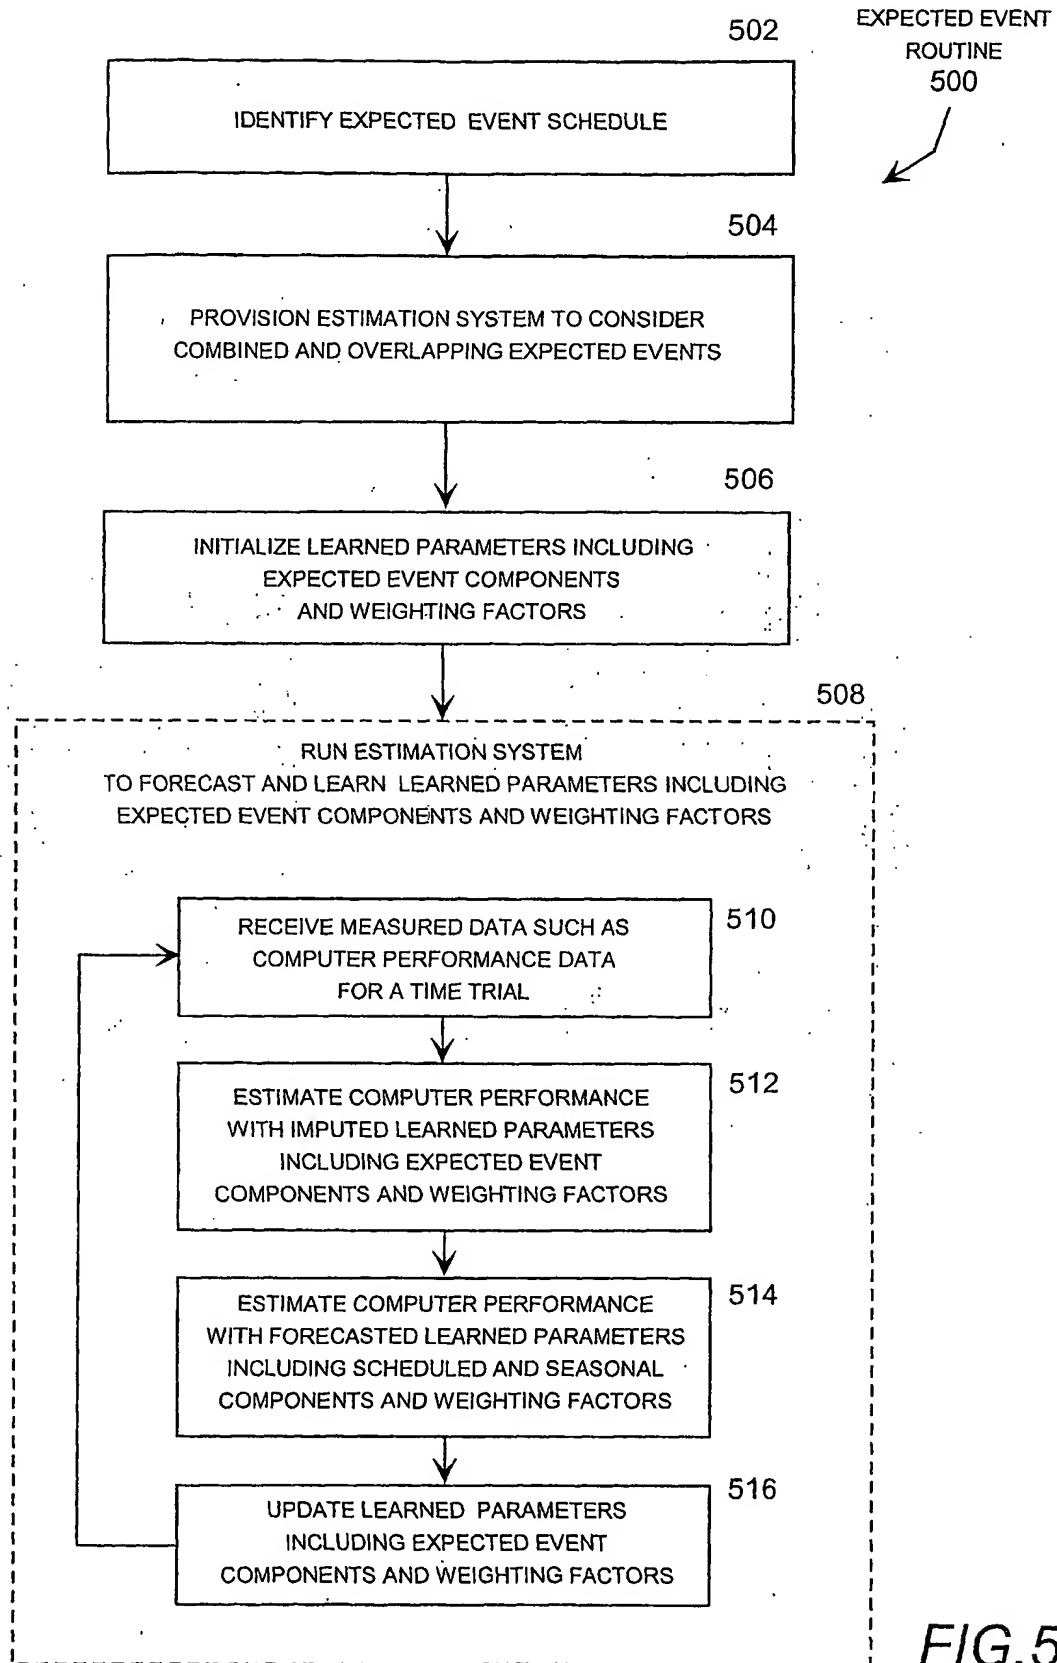 502
EXPECTED EVENT
ROUTINE
500
IDENTIFY EXPECTED EVENT SCHEDULE
504
PROVISION ESTIMATION SYSTEM TO CONSIDER
COMBINED AND OVERLAPPING EXPECTED EVENTS
506
INITIALIZE LEARNED PARAMETERS INCLUDING
EXPECTED EVENT COMPONENTS
AND WEIGHTING FACTORS
508
RUN ESTIMATION SYSTEM
TO FORECAST AND LEARN LEARNED PARAMETERS INCLUDING
EXPECTED EVENT COMPONENTS AND WEIGHTING FACTORS
510
RECEIVE MEASURED DATA SUCH AS
COMPUTER PERFORMANCE DATA
FOR A TIME TRIAL
512
ESTIMATE COMPUTER PERFORMANCE
WITH IMPUTED LEARNED PARAMETERS
INCLUDING EXPECTED EVENT
COMPONENTS AND WEIGHTING FACTORS
514
ESTIMATE COMPUTER PERFORMANCE
WITH FORECASTED LEARNED PARAMETERS
INCLUDING SCHEDULED AND SEASONAL
COMPONENTS AND WEIGHTING FACTORS
516
UPDATE LEARNED PARAMETERS
INCLUDING EXPECTED EVENT
COMPONENTS AND WEIGHTING FACTORS
FIG.5